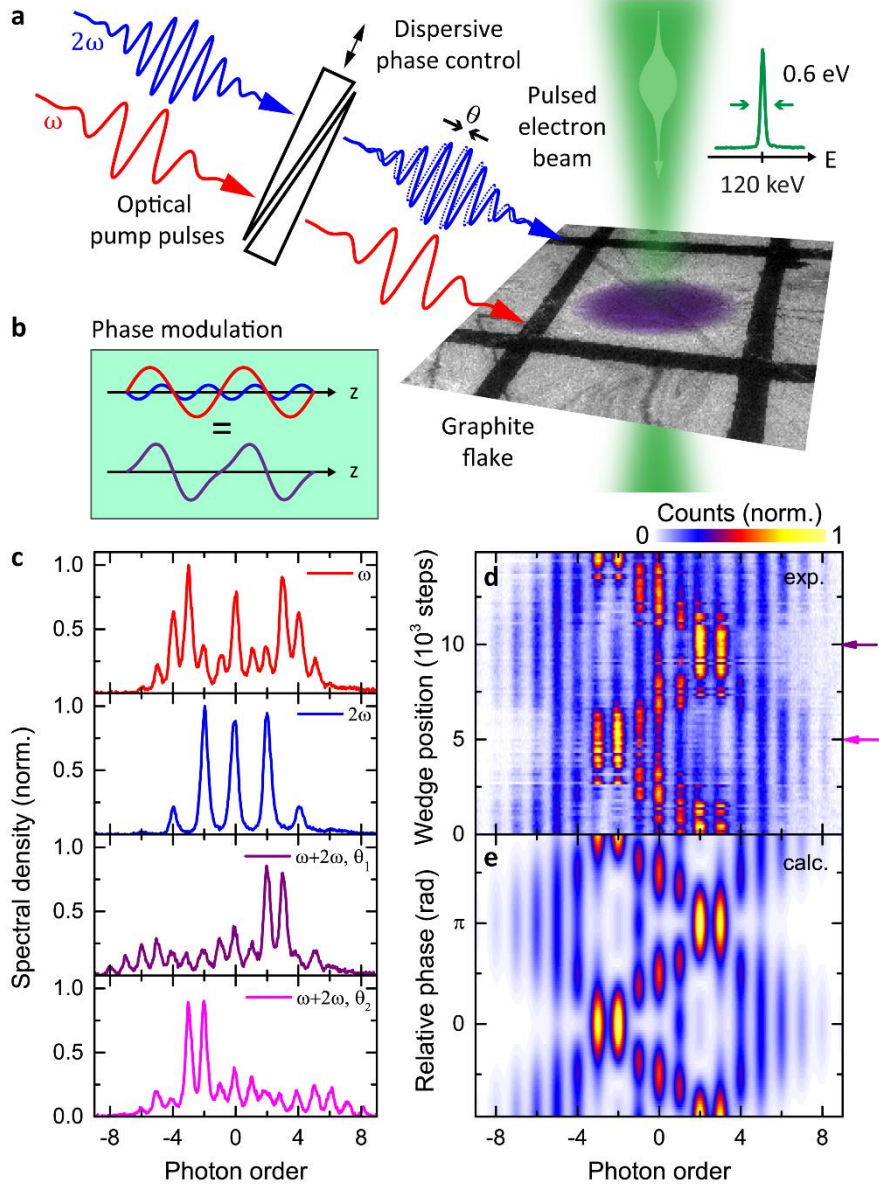 a
2ω
ω
Dispersive
phase control
θ
Optical
pump pulses
Pulsed
electron
beam
0.6 eV
E
120 keV
Graphite
flake
b
Phase modulation
z
=
z
Counts (norm.)
0 1
c
Spectral density (norm.)
1.0
0.5
ω
1.0
0.5
2ω
1.0
0.5
ω+2ω, θ1
1.0
0.5
0.0
ω+2ω, θ2
-8 -4 0 4 8
Photon order
d
exp.
Wedge position (10³ steps)
10
5
0
e
calc.
Relative phase (rad)
π
0
-8 -4 0 4 8
Photon order